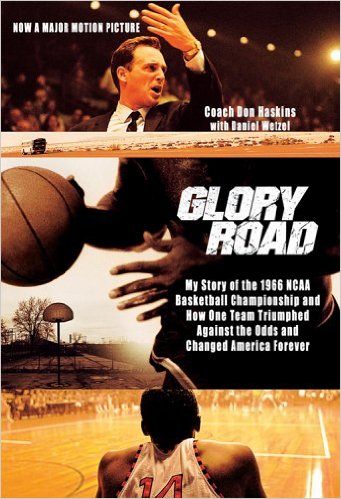 NOW A MAJOR MOTION PICTURE
Coach Don Haskins
with Daniel Wetzel
GLORY
ROAD
My Story of the 1966 NCAA
Basketball Championship and
How One Team Triumphed
Against the Odds and
Changed America Forever
14